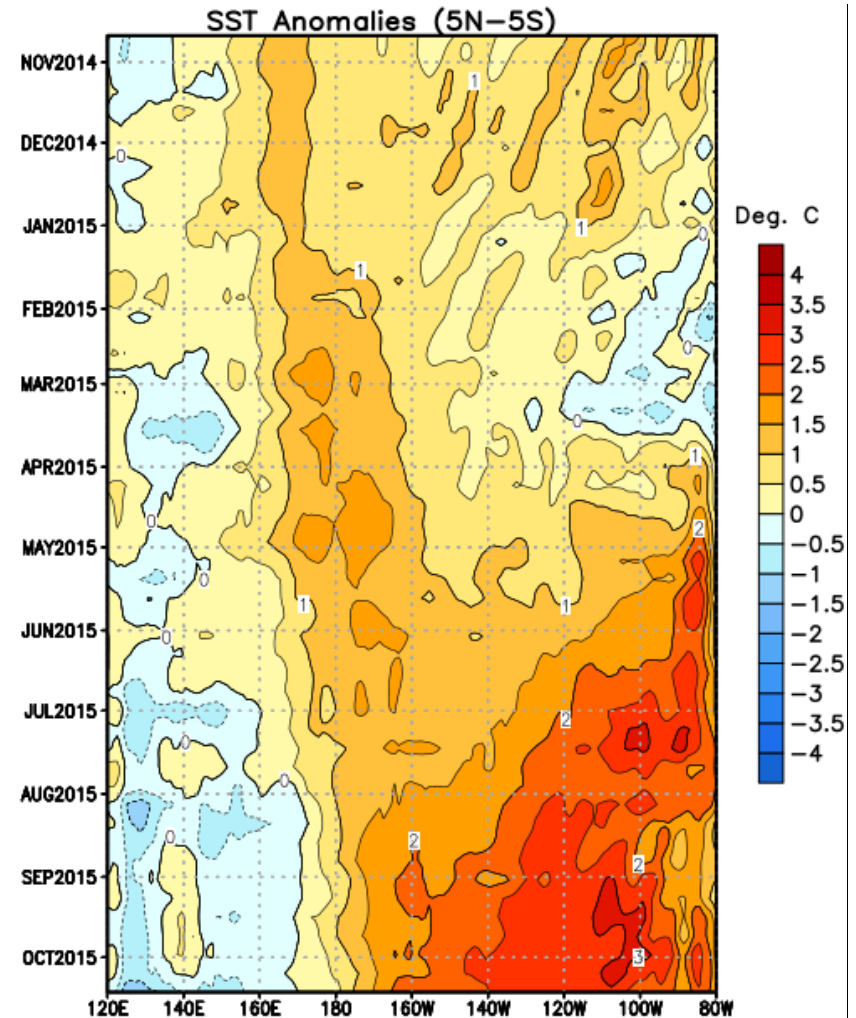 SST Anomalies (5N−5S)
NOV2014
1
DEC2014
0
JAN2015
1
0
1
FEB2015
0
MAR2015
0
1
APR2015
0
2
MAY2015
0
1
1
JUN2015
0
JUL2015
2
0
0
AUG2015
0
2
2
SEP2015
OCT2015
3
120E 140E 160E 180 160W 140W 120W 100W 80W
Deg. C
4
3.5
3
2.5
2
1.5
1
0.5
0
−0.5
−1
−1.5
−2
−2.5
−3
−3.5
−4